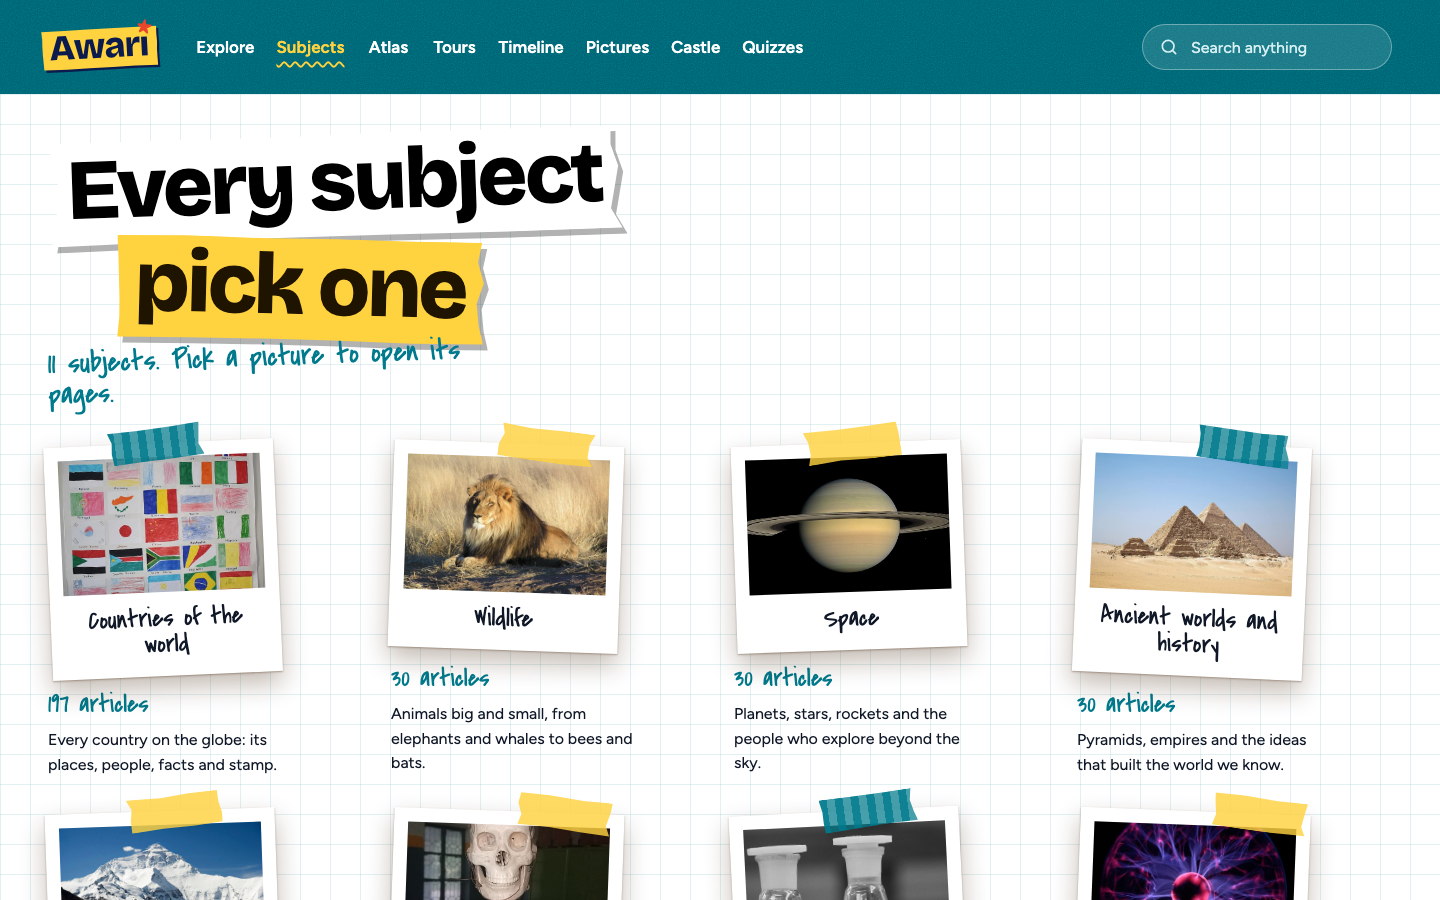 Awari
Explore
Subjects
Atlas
Tours
Timeline
Pictures
Castle
Quizzes
Search anything
Every subject
pick one
11 subjects. Pick a picture to open its
pages.
Countries of the
world
197 articles
Every country on the globe: its
places, people, facts and stamp.
Wildlife
30 articles
Animals big and small, from
elephants and whales to bees and
bats.
Space
30 articles
Planets, stars, rockets and the
people who explore beyond the
sky.
Ancient worlds and
history
30 articles
Pyramids, empires and the ideas
that built the world we know.